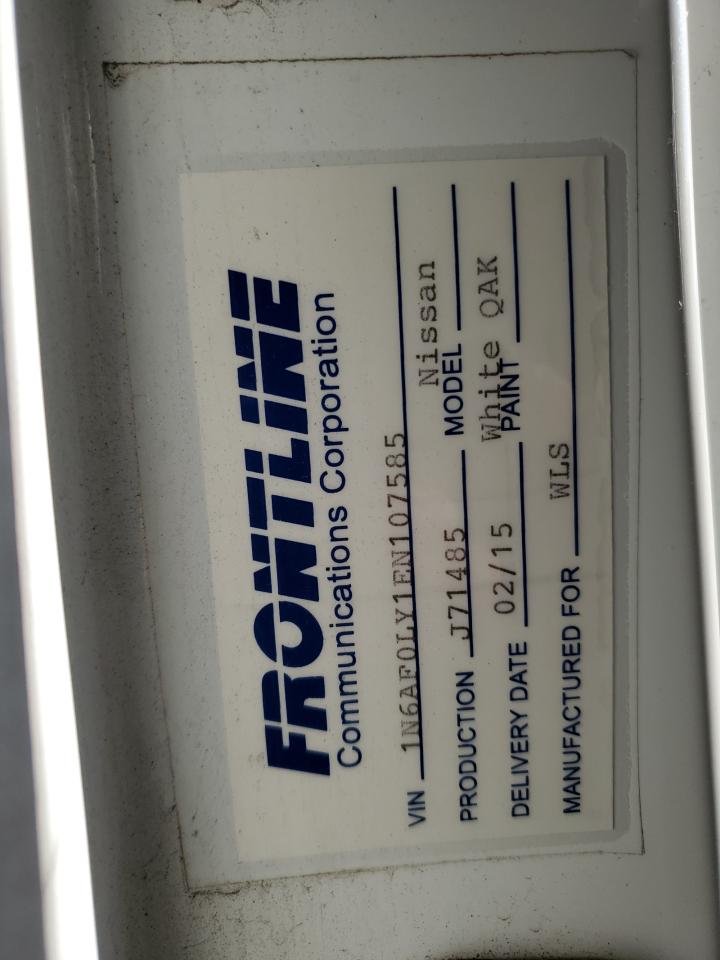 FRONTLINE
Communications Corporation
VIN 1N6AF0LY1EN107585
PRODUCTION J71485 MODEL Nissan
DELIVERY DATE 02/15 PAINT White QAK
MANUFACTURED FOR WLS